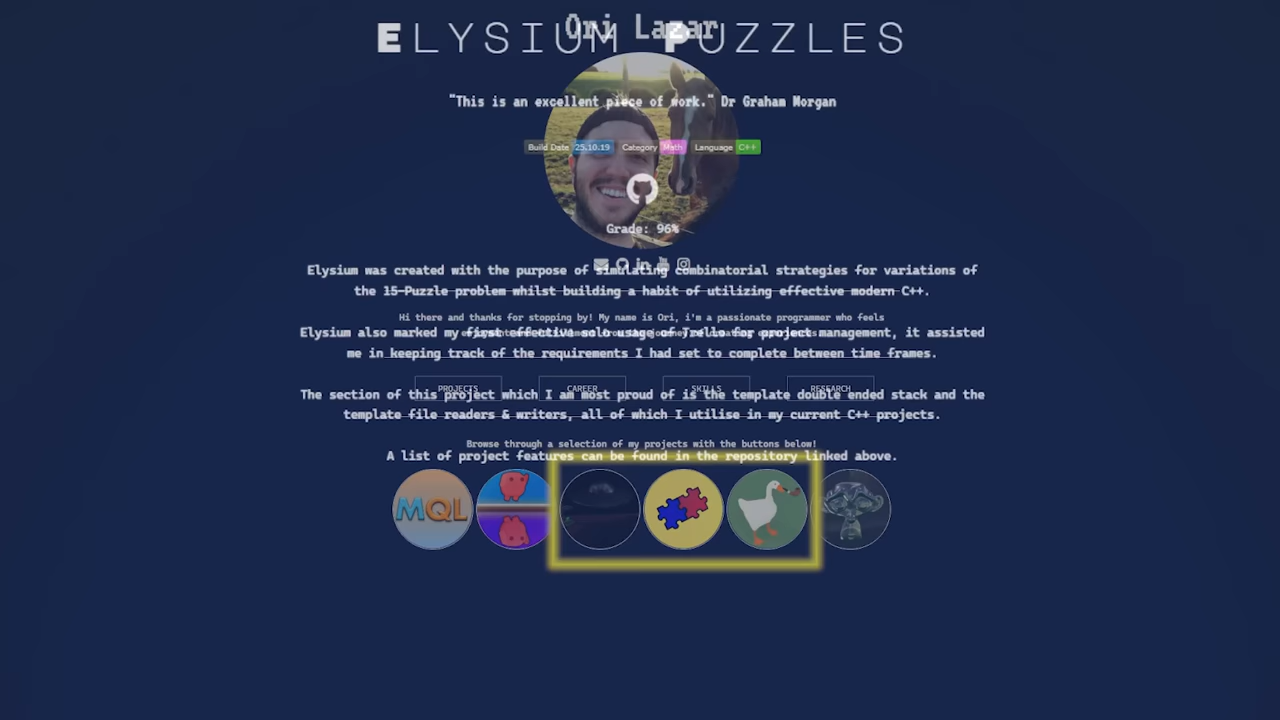 Ori Lazar
ELYSIUM PUZZLES
"This is an excellent piece of work." Dr Graham Morgan
Build Date 25.10.19 Category Math Language C++
Grade: 96%
Elysium was created with the purpose of simulating combinatorial strategies for variations of
the 15-Puzzle problem whilst building a habit of utilizing effective modern C++.
Hi there and thanks for stopping by! My name is Ori, i'm a passionate programmer who feels
Elysium also marked my first effective solo usage of Trello for project management, it assisted
me in keeping track of the requirements I had set to complete between time frames.
PROJECTS CAREER SKILLS RESEARCH
The section of this project which I am most proud of is the template double ended stack and the
template file readers & writers, all of which I utilise in my current C++ projects.
Browse through a selection of my projects with the buttons below!
A list of project features can be found in the repository linked above.
MQL